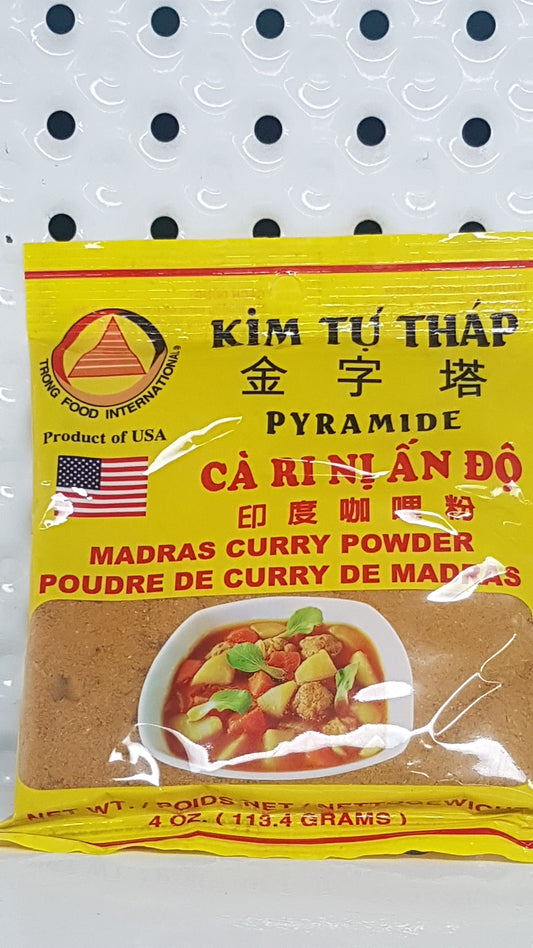 KIM TỰ THÁP
金字塔
PYRAMIDE
TRONG FOOD INTERNATIONAL®
Product of USA
CÀ RI NỊ ẤN ĐỘ
印度咖哩粉
MADRAS CURRY POWDER
POUDRE DE CURRY DE MADRAS
NET WT. / POIDS NET / NETTOGEWICHT
4 OZ. ( 113.4 GRAMS )